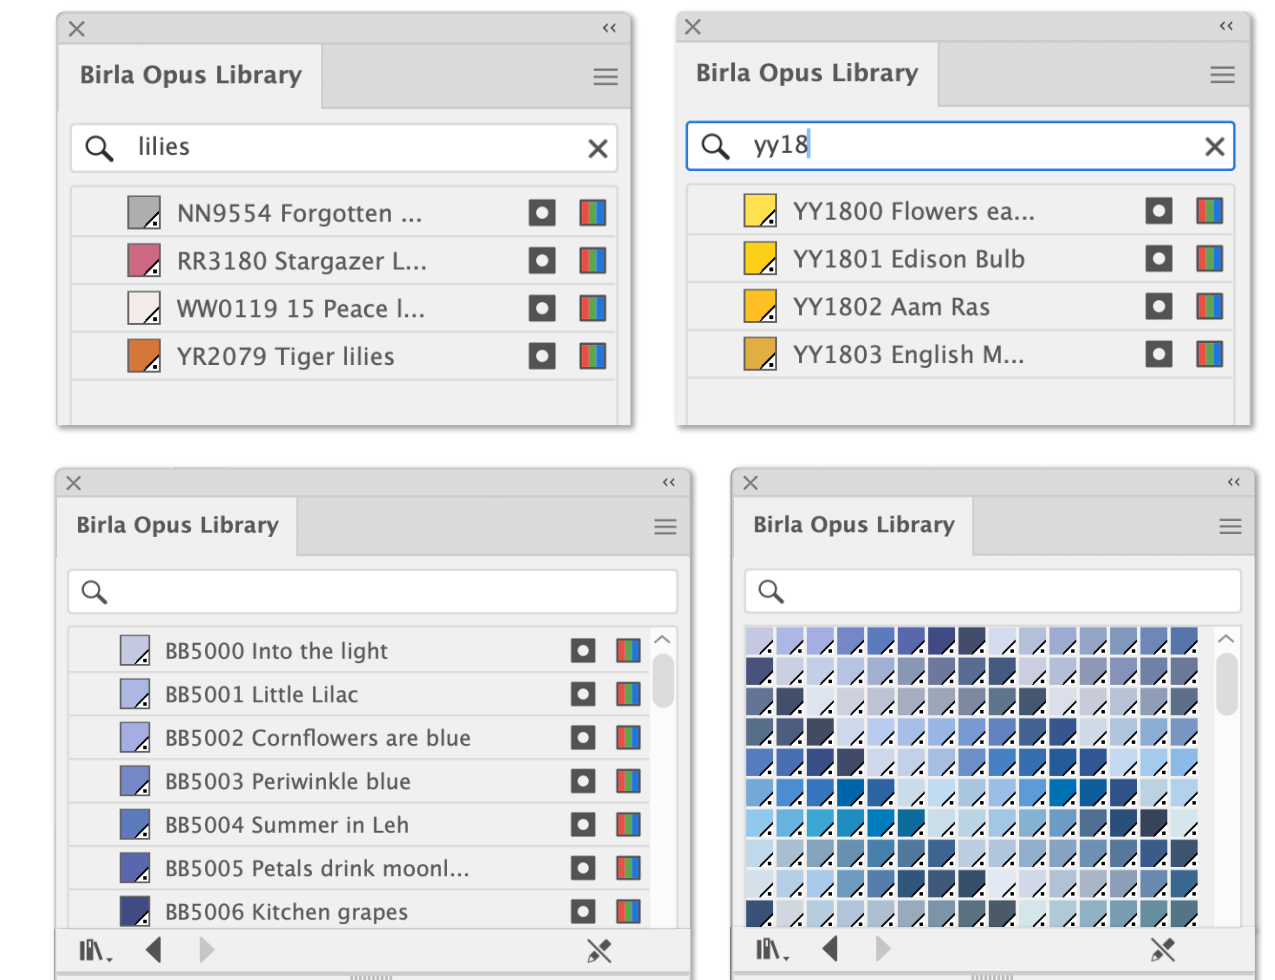 Birla Opus Library
lilies
NN9554 Forgotten ...
RR3180 Stargazer L...
WW0119 15 Peace l...
YR2079 Tiger lilies
Birla Opus Library
yy18
YY1800 Flowers ea...
YY1801 Edison Bulb
YY1802 Aam Ras
YY1803 English M...
Birla Opus Library
BB5000 Into the light
BB5001 Little Lilac
BB5002 Cornflowers are blue
BB5003 Periwinkle blue
BB5004 Summer in Leh
BB5005 Petals drink moonl...
BB5006 Kitchen grapes
Birla Opus Library